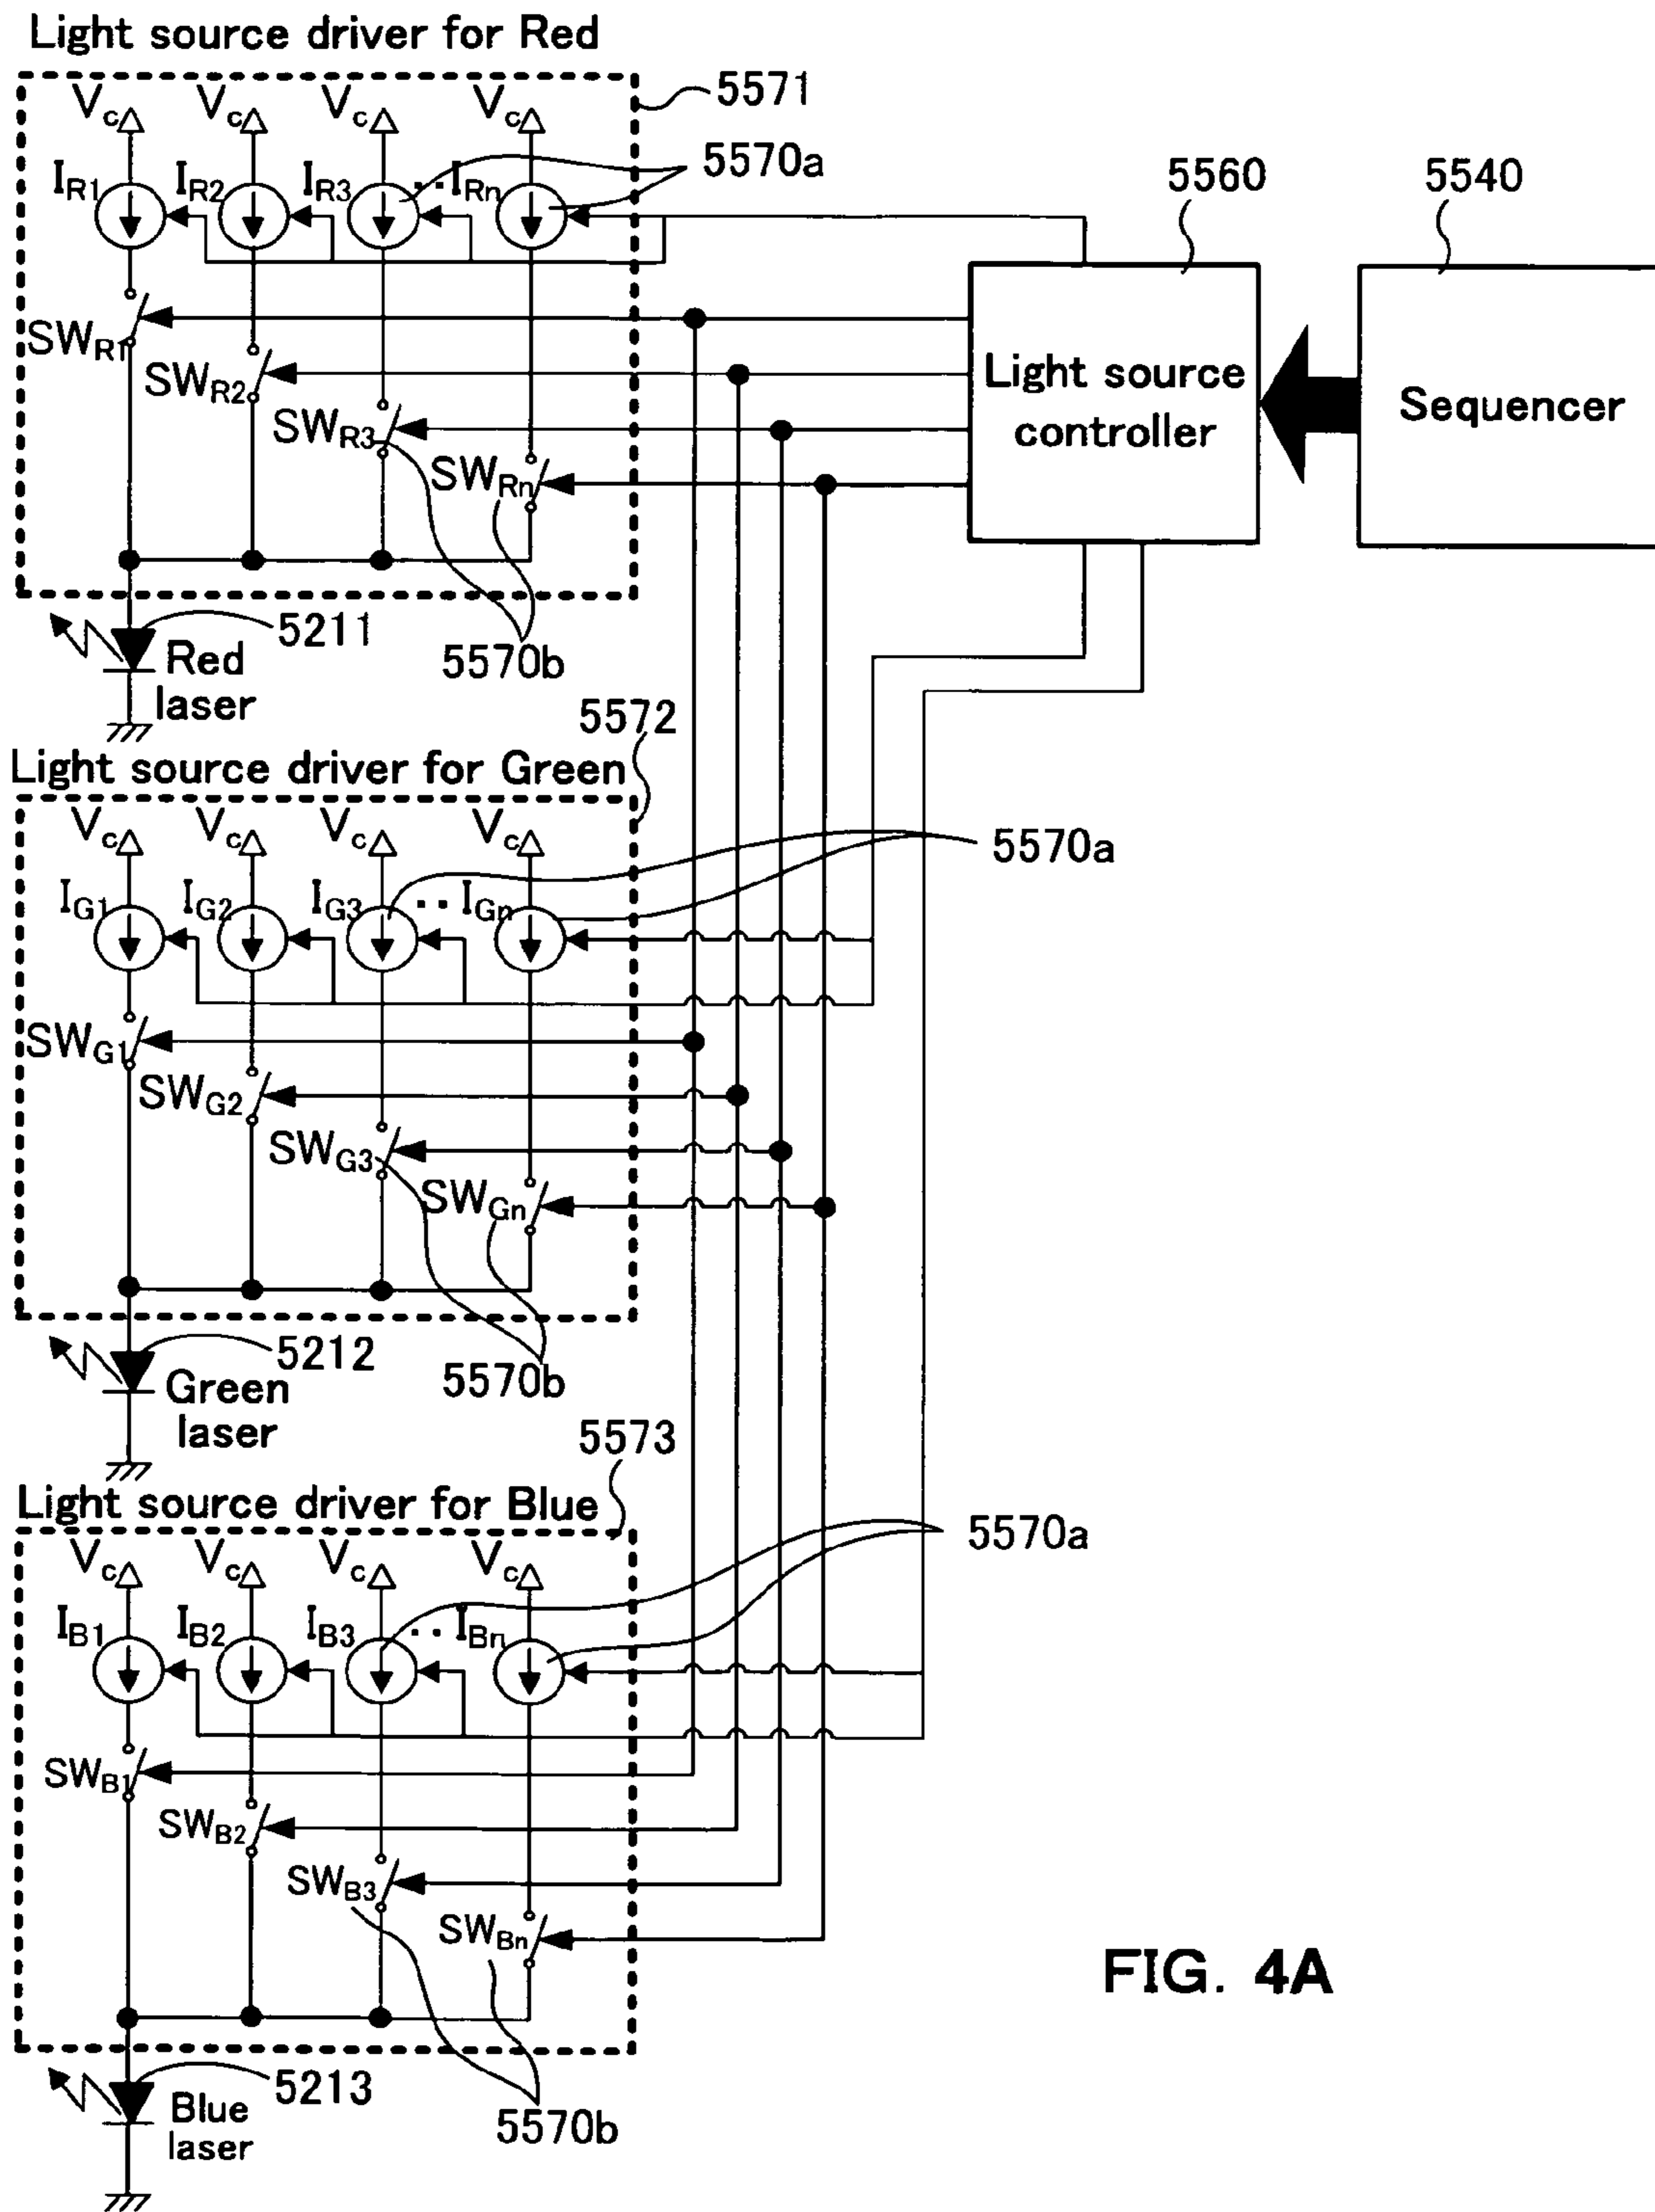 Light source driver for Red
5571
Vc Vc Vc Vc
5570a
IR1 IR2 IR3 ·· IRn
5560
5540
SWR1
SWR2
SWR3
SWRn
Light source
controller
Sequencer
5211
5570b
Red
laser
5572
Light source driver for Green
Vc Vc Vc Vc
5570a
IG1 IG2 IG3 ·· IGn
SWG1
SWG2
SWG3
SWGn
5212
5570b
Green
laser
5573
Light source driver for Blue
Vc Vc Vc Vc
5570a
IB1 IB2 IB3 ·· IBn
SWB1
SWB2
SWB3
SWBn
FIG. 4A
5213
5570b
Blue
laser